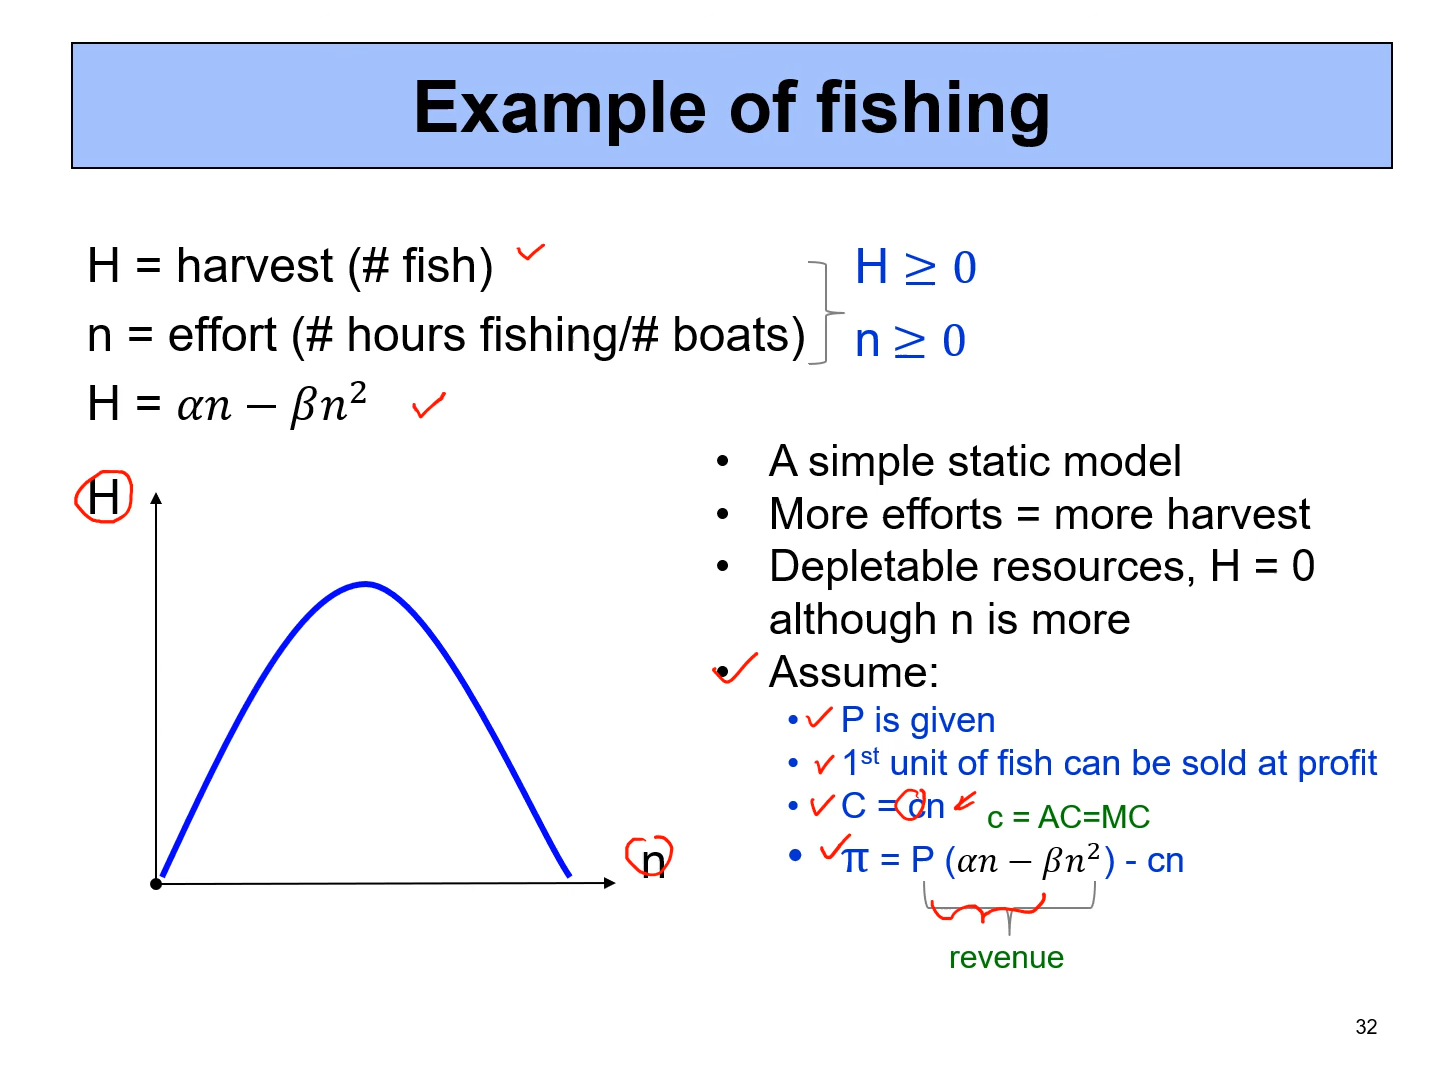 Example of fishing
H = harvest (# fish)
H ≥ 0
n = effort (# hours fishing/# boats)
n ≥ 0
H = αn − βn²
H
n
• A simple static model
• More efforts = more harvest
• Depletable resources, H = 0
although n is more
• Assume:
• P is given
• 1st unit of fish can be sold at profit
• C = cn
c = AC=MC
• π = P (αn − βn²) - cn
revenue
32